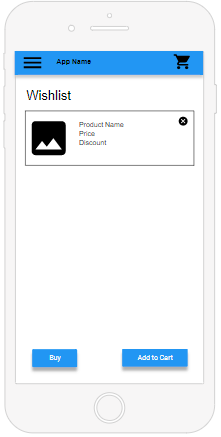 App Name
Wishlist
Product Name
Price
Discount
Buy
Add to Cart